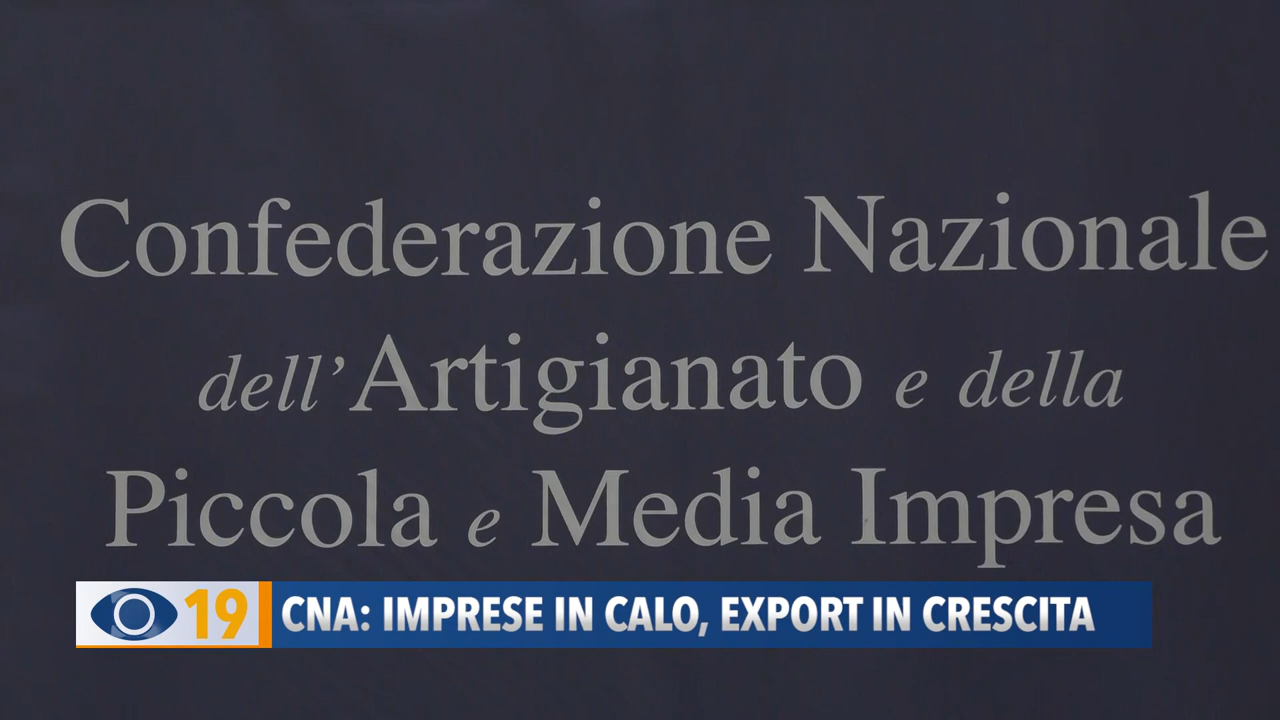 Confederazione Nazionale
dell'Artigianato e della
Piccola e Media Impresa
19 CNA: IMPRESE IN CALO, EXPORT IN CRESCITA